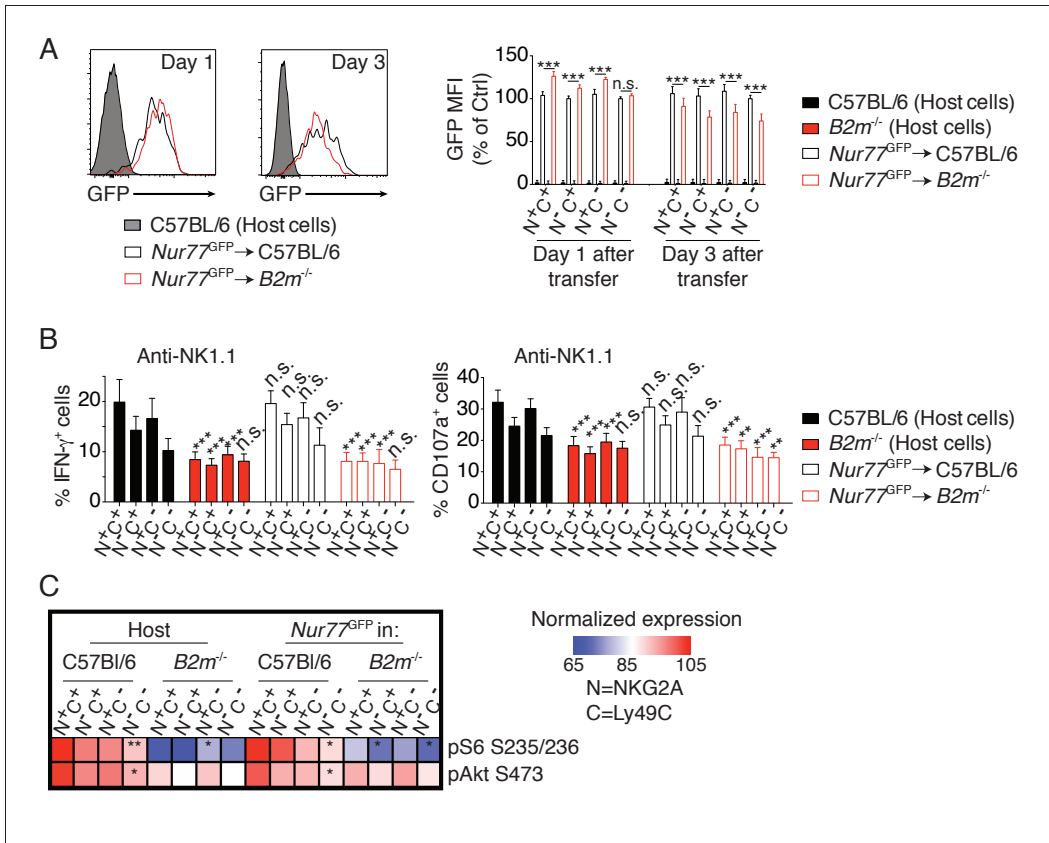 A
Day 1
Day 3
GFP
GFP
C57BL/6 (Host cells)
Nur77GFP→C57BL/6
Nur77GFP→B2m-/-
GFP MFI
(% of Ctrl)
150
100
50
0
*** *** *** n.s. *** *** *** ***
N+C+ N-C+ N+C- N-C- N+C+ N-C+ N+C- N-C-
Day 1 after transfer
Day 3 after transfer
C57BL/6 (Host cells)
B2m-/- (Host cells)
Nur77GFP→C57BL/6
Nur77GFP→B2m-/-
B
Anti-NK1.1
% IFN-γ+ cells
20
10
0
*** *** *** n.s. n.s. n.s. n.s. n.s. *** *** *** n.s.
N+C+ N-C+ N+C- N-C- N+C+ N-C+ N+C- N-C- N+C+ N-C+ N+C- N-C- N+C+ N-C+ N+C- N-C-
Anti-NK1.1
% CD107a+ cells
40
30
20
10
0
*** *** *** n.s. n.s. n.s. n.s. n.s. *** ** *** **
N+C+ N-C+ N+C- N-C- N+C+ N-C+ N+C- N-C- N+C+ N-C+ N+C- N-C- N+C+ N-C+ N+C- N-C-
C57BL/6 (Host cells)
B2m-/- (Host cells)
Nur77GFP→C57BL/6
Nur77GFP→B2m-/-
C
Host
Nur77GFP in:
C57Bl/6
B2m-/-
C57Bl/6
B2m-/-
N+C+ N-C+ N+C- N-C- N+C+ N-C+ N+C- N-C- N+C+ N-C+ N+C- N-C- N+C+ N-C+ N+C- N-C-
** * * * * pS6 S235/236
* * pAkt S473
Normalized expression
65 85 105
N=NKG2A
C=Ly49C